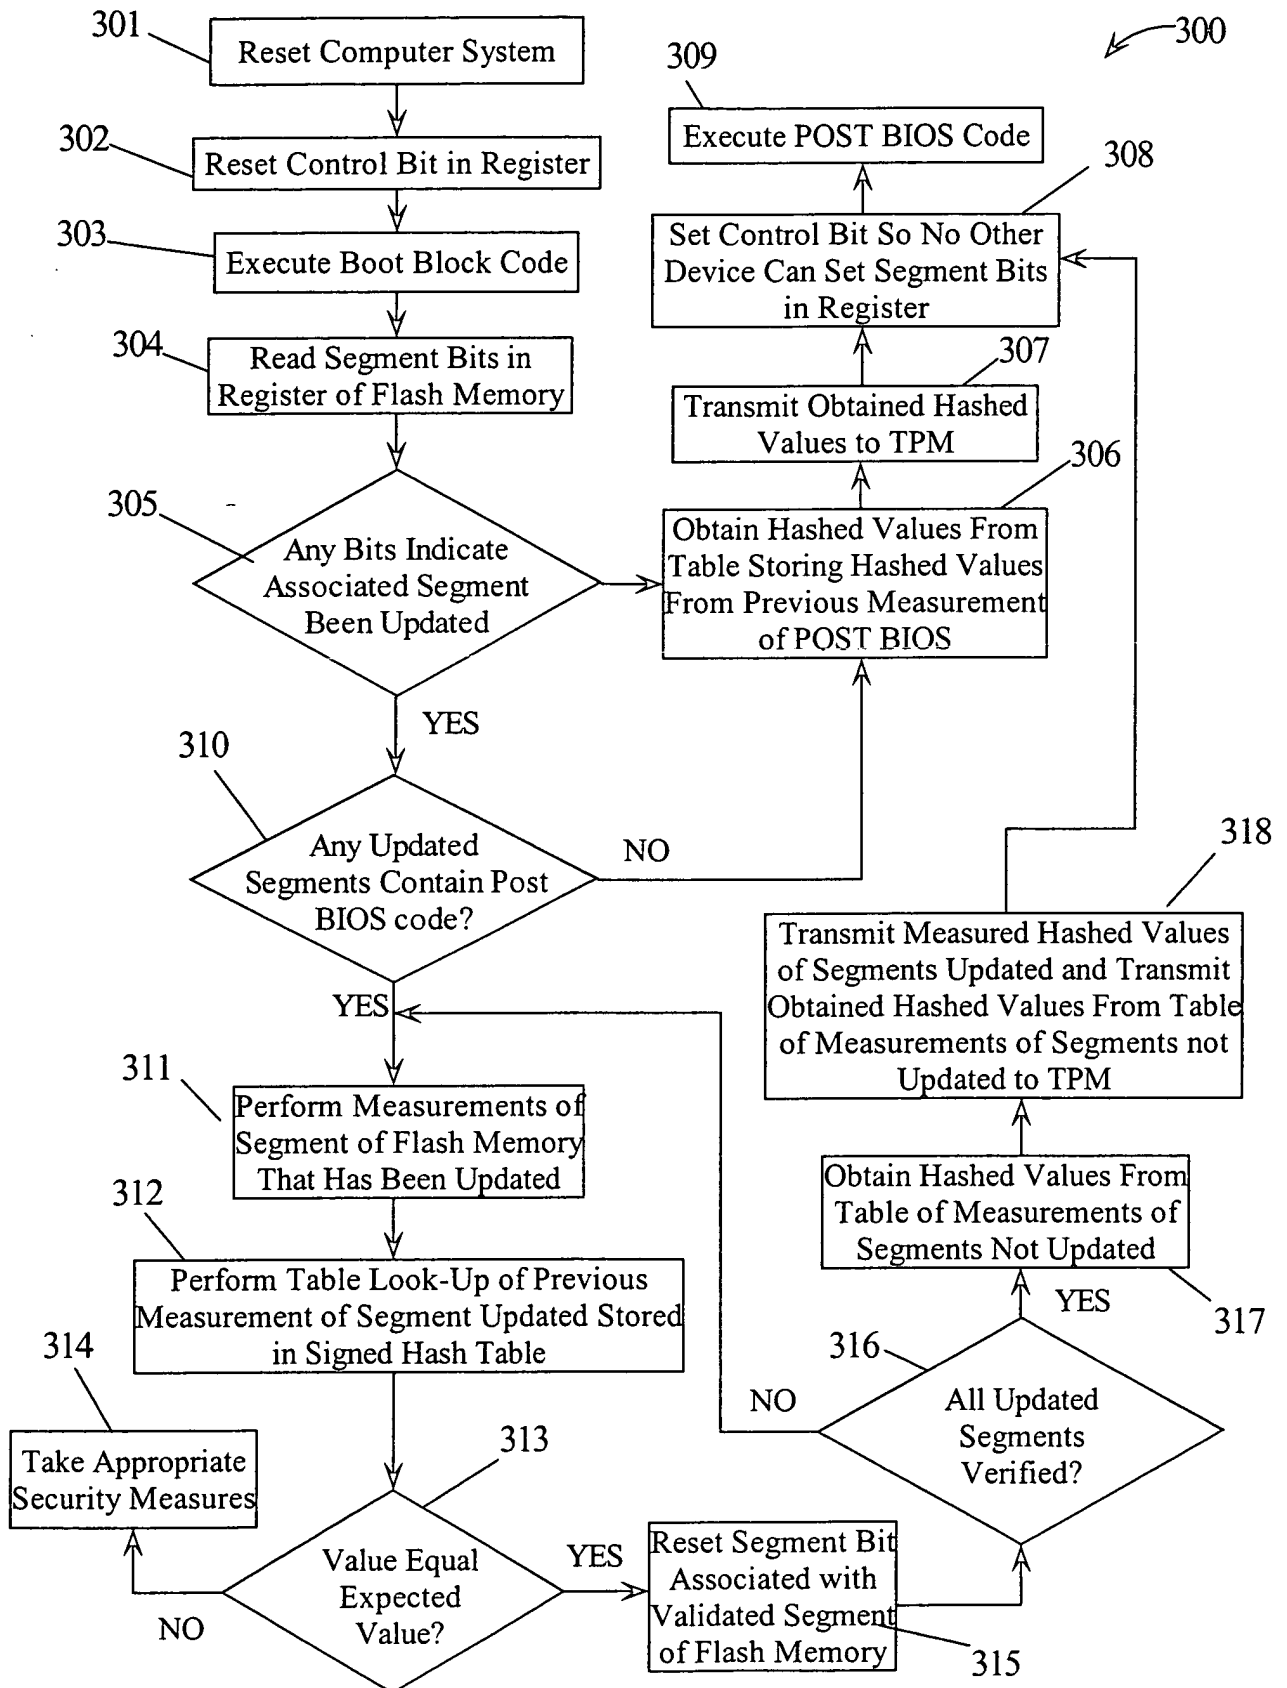 300
301
Reset Computer System
302
Reset Control Bit in Register
303
Execute Boot Block Code
304
Read Segment Bits in
Register of Flash Memory
305
Any Bits Indicate
Associated Segment
Been Updated
YES
306
Obtain Hashed Values From
Table Storing Hashed Values
From Previous Measurement
of POST BIOS
307
Transmit Obtained Hashed
Values to TPM
308
Set Control Bit So No Other
Device Can Set Segment Bits
in Register
309
Execute POST BIOS Code
310
Any Updated
Segments Contain Post
BIOS code?
NO
YES
311
Perform Measurements of
Segment of Flash Memory
That Has Been Updated
312
Perform Table Look-Up of Previous
Measurement of Segment Updated Stored
in Signed Hash Table
313
Value Equal
Expected
Value?
NO
YES
314
Take Appropriate
Security Measures
315
Reset Segment Bit
Associated with
Validated Segment
of Flash Memory
316
All Updated
Segments
Verified?
NO
YES
317
Obtain Hashed Values From
Table of Measurements of
Segments Not Updated
318
Transmit Measured Hashed Values
of Segments Updated and Transmit
Obtained Hashed Values From Table
of Measurements of Segments not
Updated to TPM